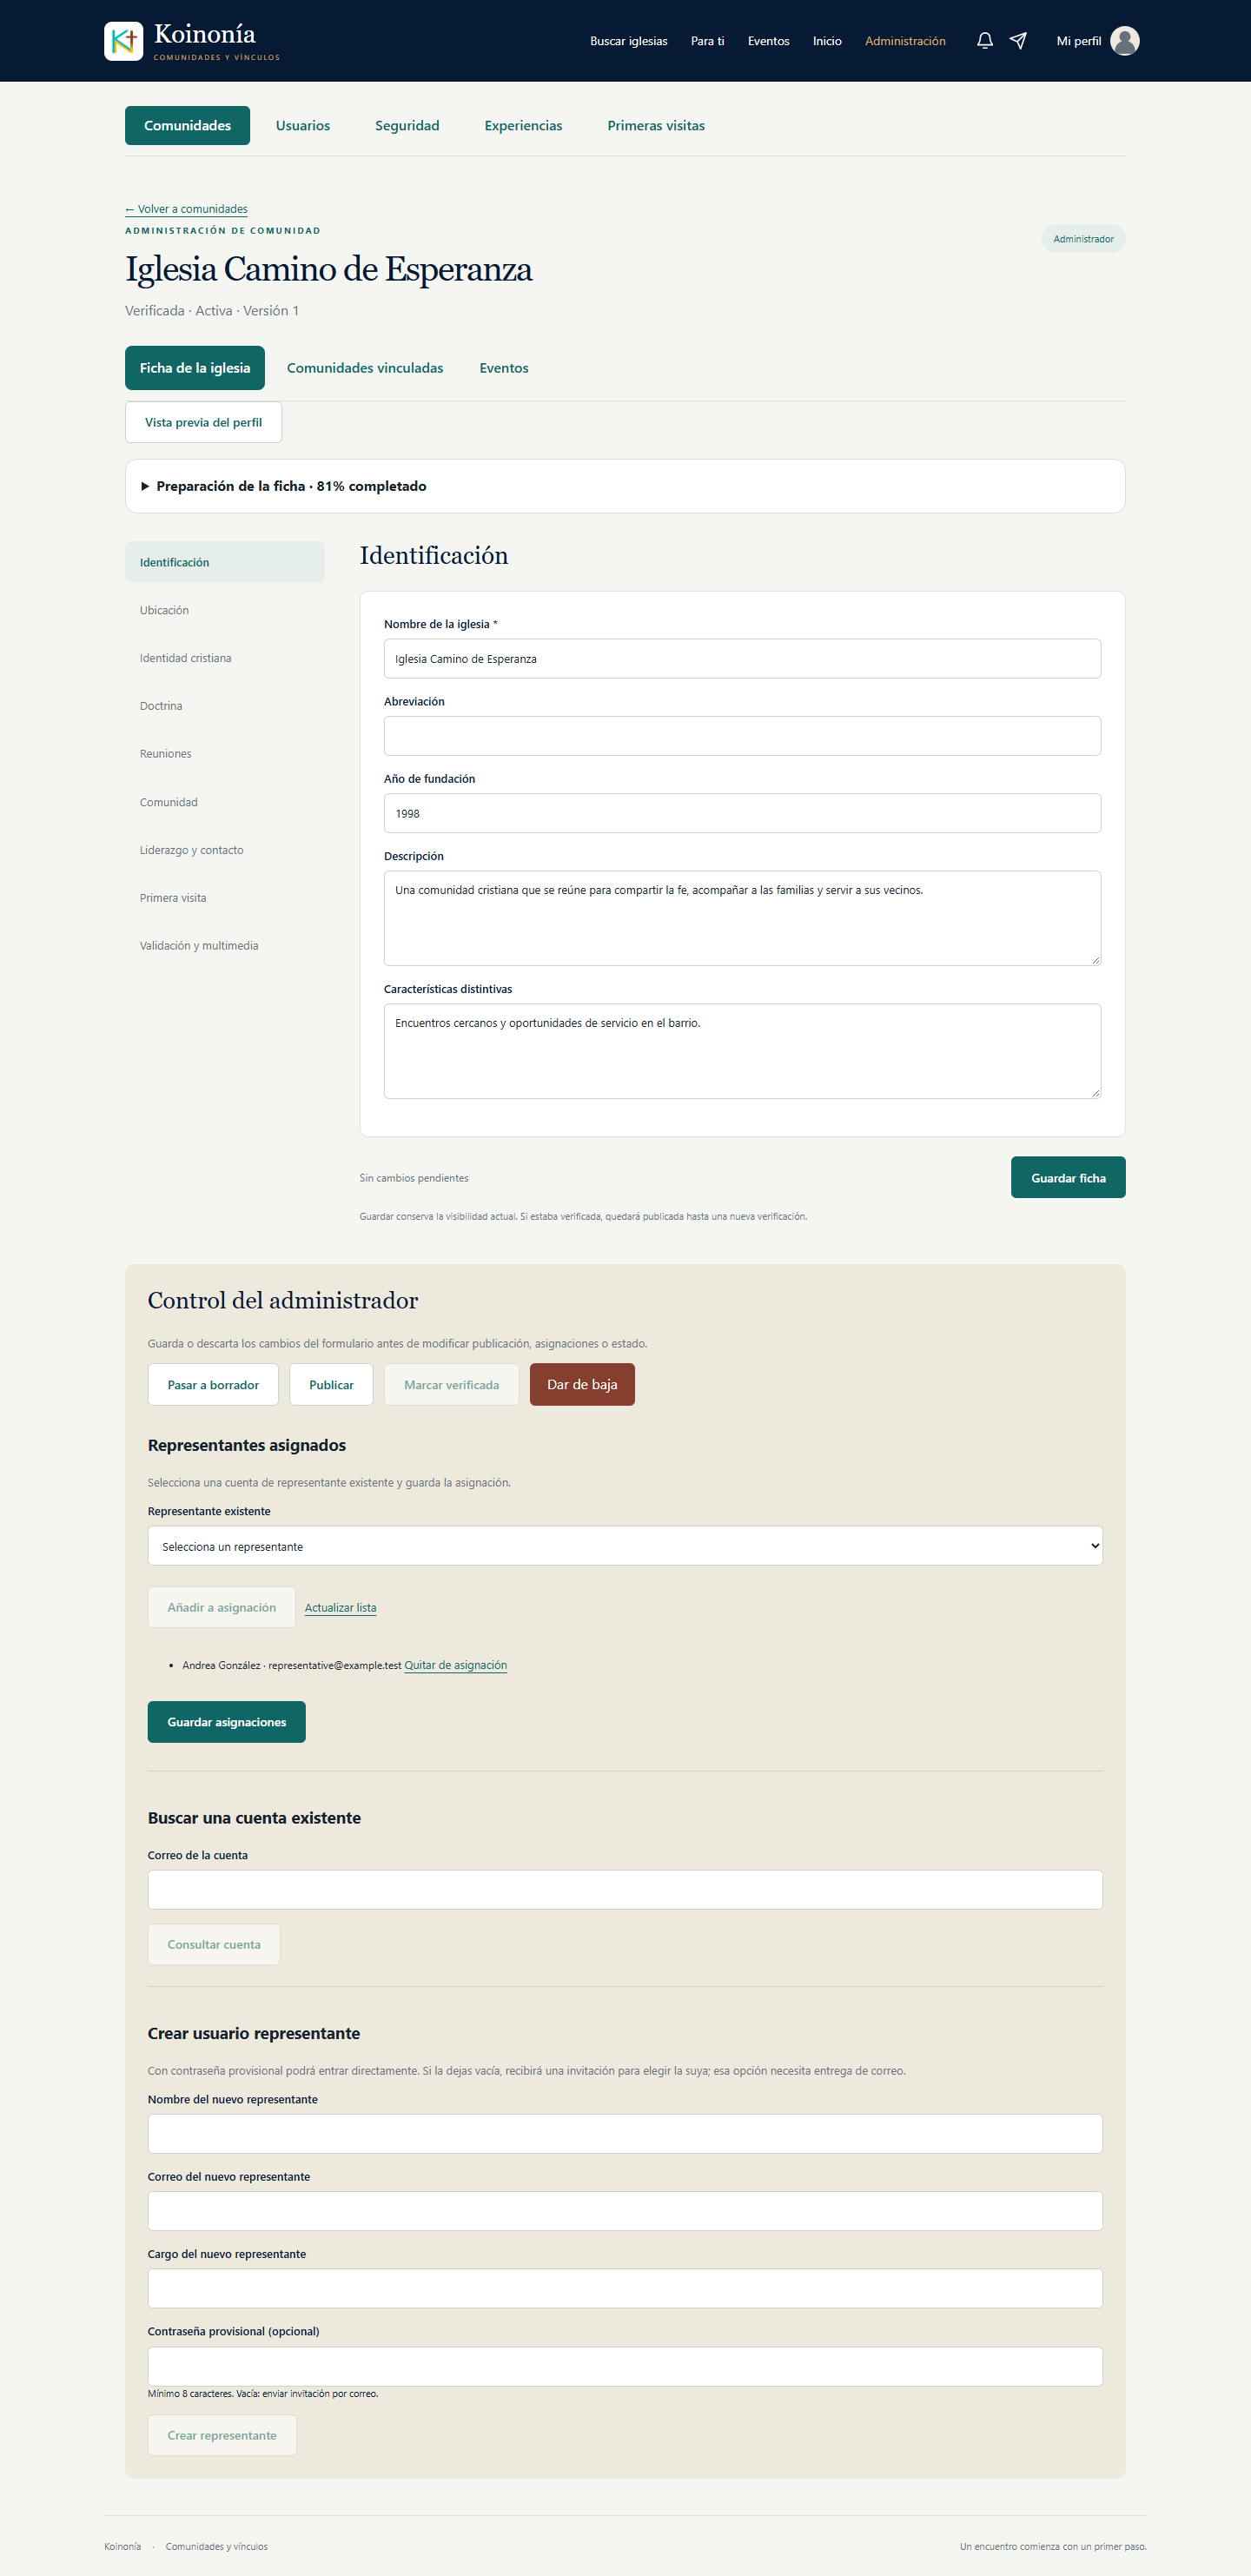 Koinonía
COMUNIDADES Y VÍNCULOS
Buscar iglesias
Para ti
Eventos
Inicio
Administración
Mi perfil
Comunidades
Usuarios
Seguridad
Experiencias
Primeras visitas
← Volver a comunidades
ADMINISTRACIÓN DE COMUNIDAD
Administrador
Iglesia Camino de Esperanza
Verificada · Activa · Versión 1
Ficha de la iglesia
Comunidades vinculadas
Eventos
Vista previa del perfil
Preparación de la ficha · 81% completado
Identificación
Ubicación
Identidad cristiana
Doctrina
Reuniones
Comunidad
Liderazgo y contacto
Primera visita
Validación y multimedia
Identificación
Nombre de la iglesia *
Iglesia Camino de Esperanza
Abreviación
Año de fundación
1998
Descripción
Una comunidad cristiana que se reúne para compartir la fe, acompañar a las familias y servir a sus vecinos.
Características distintivas
Encuentros cercanos y oportunidades de servicio en el barrio.
Sin cambios pendientes
Guardar ficha
Guardar conserva la visibilidad actual. Si estaba verificada, quedará publicada hasta una nueva verificación.
Control del administrador
Guarda o descarta los cambios del formulario antes de modificar publicación, asignaciones o estado.
Pasar a borrador
Publicar
Marcar verificada
Dar de baja
Representantes asignados
Selecciona una cuenta de representante existente y guarda la asignación.
Representante existente
Selecciona un representante
Añadir a asignación
Actualizar lista
• Andrea González · representative@example.test Quitar de asignación
Guardar asignaciones
Buscar una cuenta existente
Correo de la cuenta
Consultar cuenta
Crear usuario representante
Con contraseña provisional podrá entrar directamente. Si la dejas vacía, recibirá una invitación para elegir la suya; esa opción necesita entrega de correo.
Nombre del nuevo representante
Correo del nuevo representante
Cargo del nuevo representante
Contraseña provisional (opcional)
Mínimo 8 caracteres. Vacía: enviar invitación por correo.
Crear representante
Koinonía · Comunidades y vínculos
Un encuentro comienza con un primer paso.